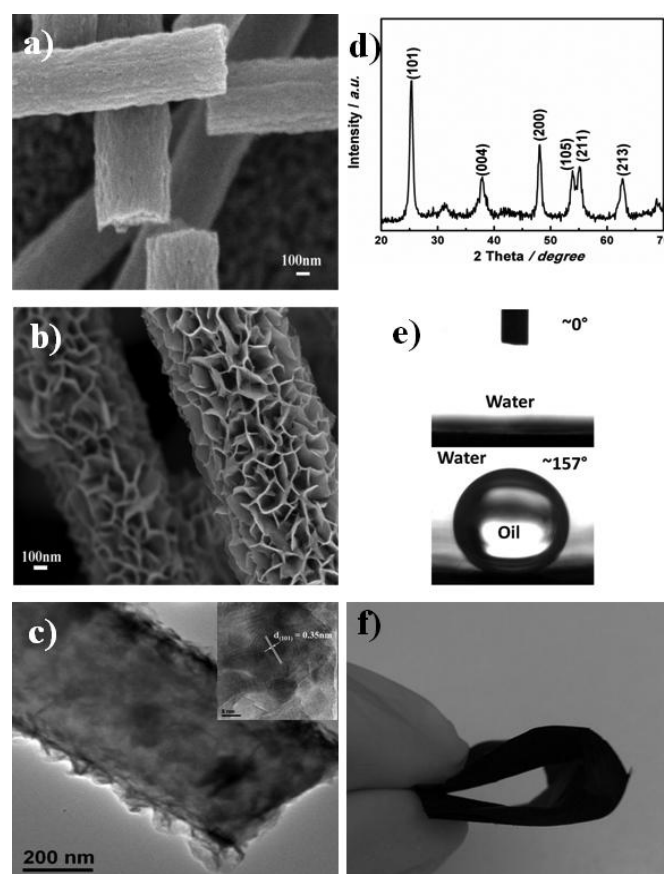 a)
100nm
b)
100nm
c)
d(101) = 0.35nm
200 nm
d)
Intensity / a.u.
(101)
(004)
(200)
(105)
(211)
(213)
20 30 40 50 60 70
2 Theta / degree
e)
~0°
Water
Water
~157°
Oil
f)